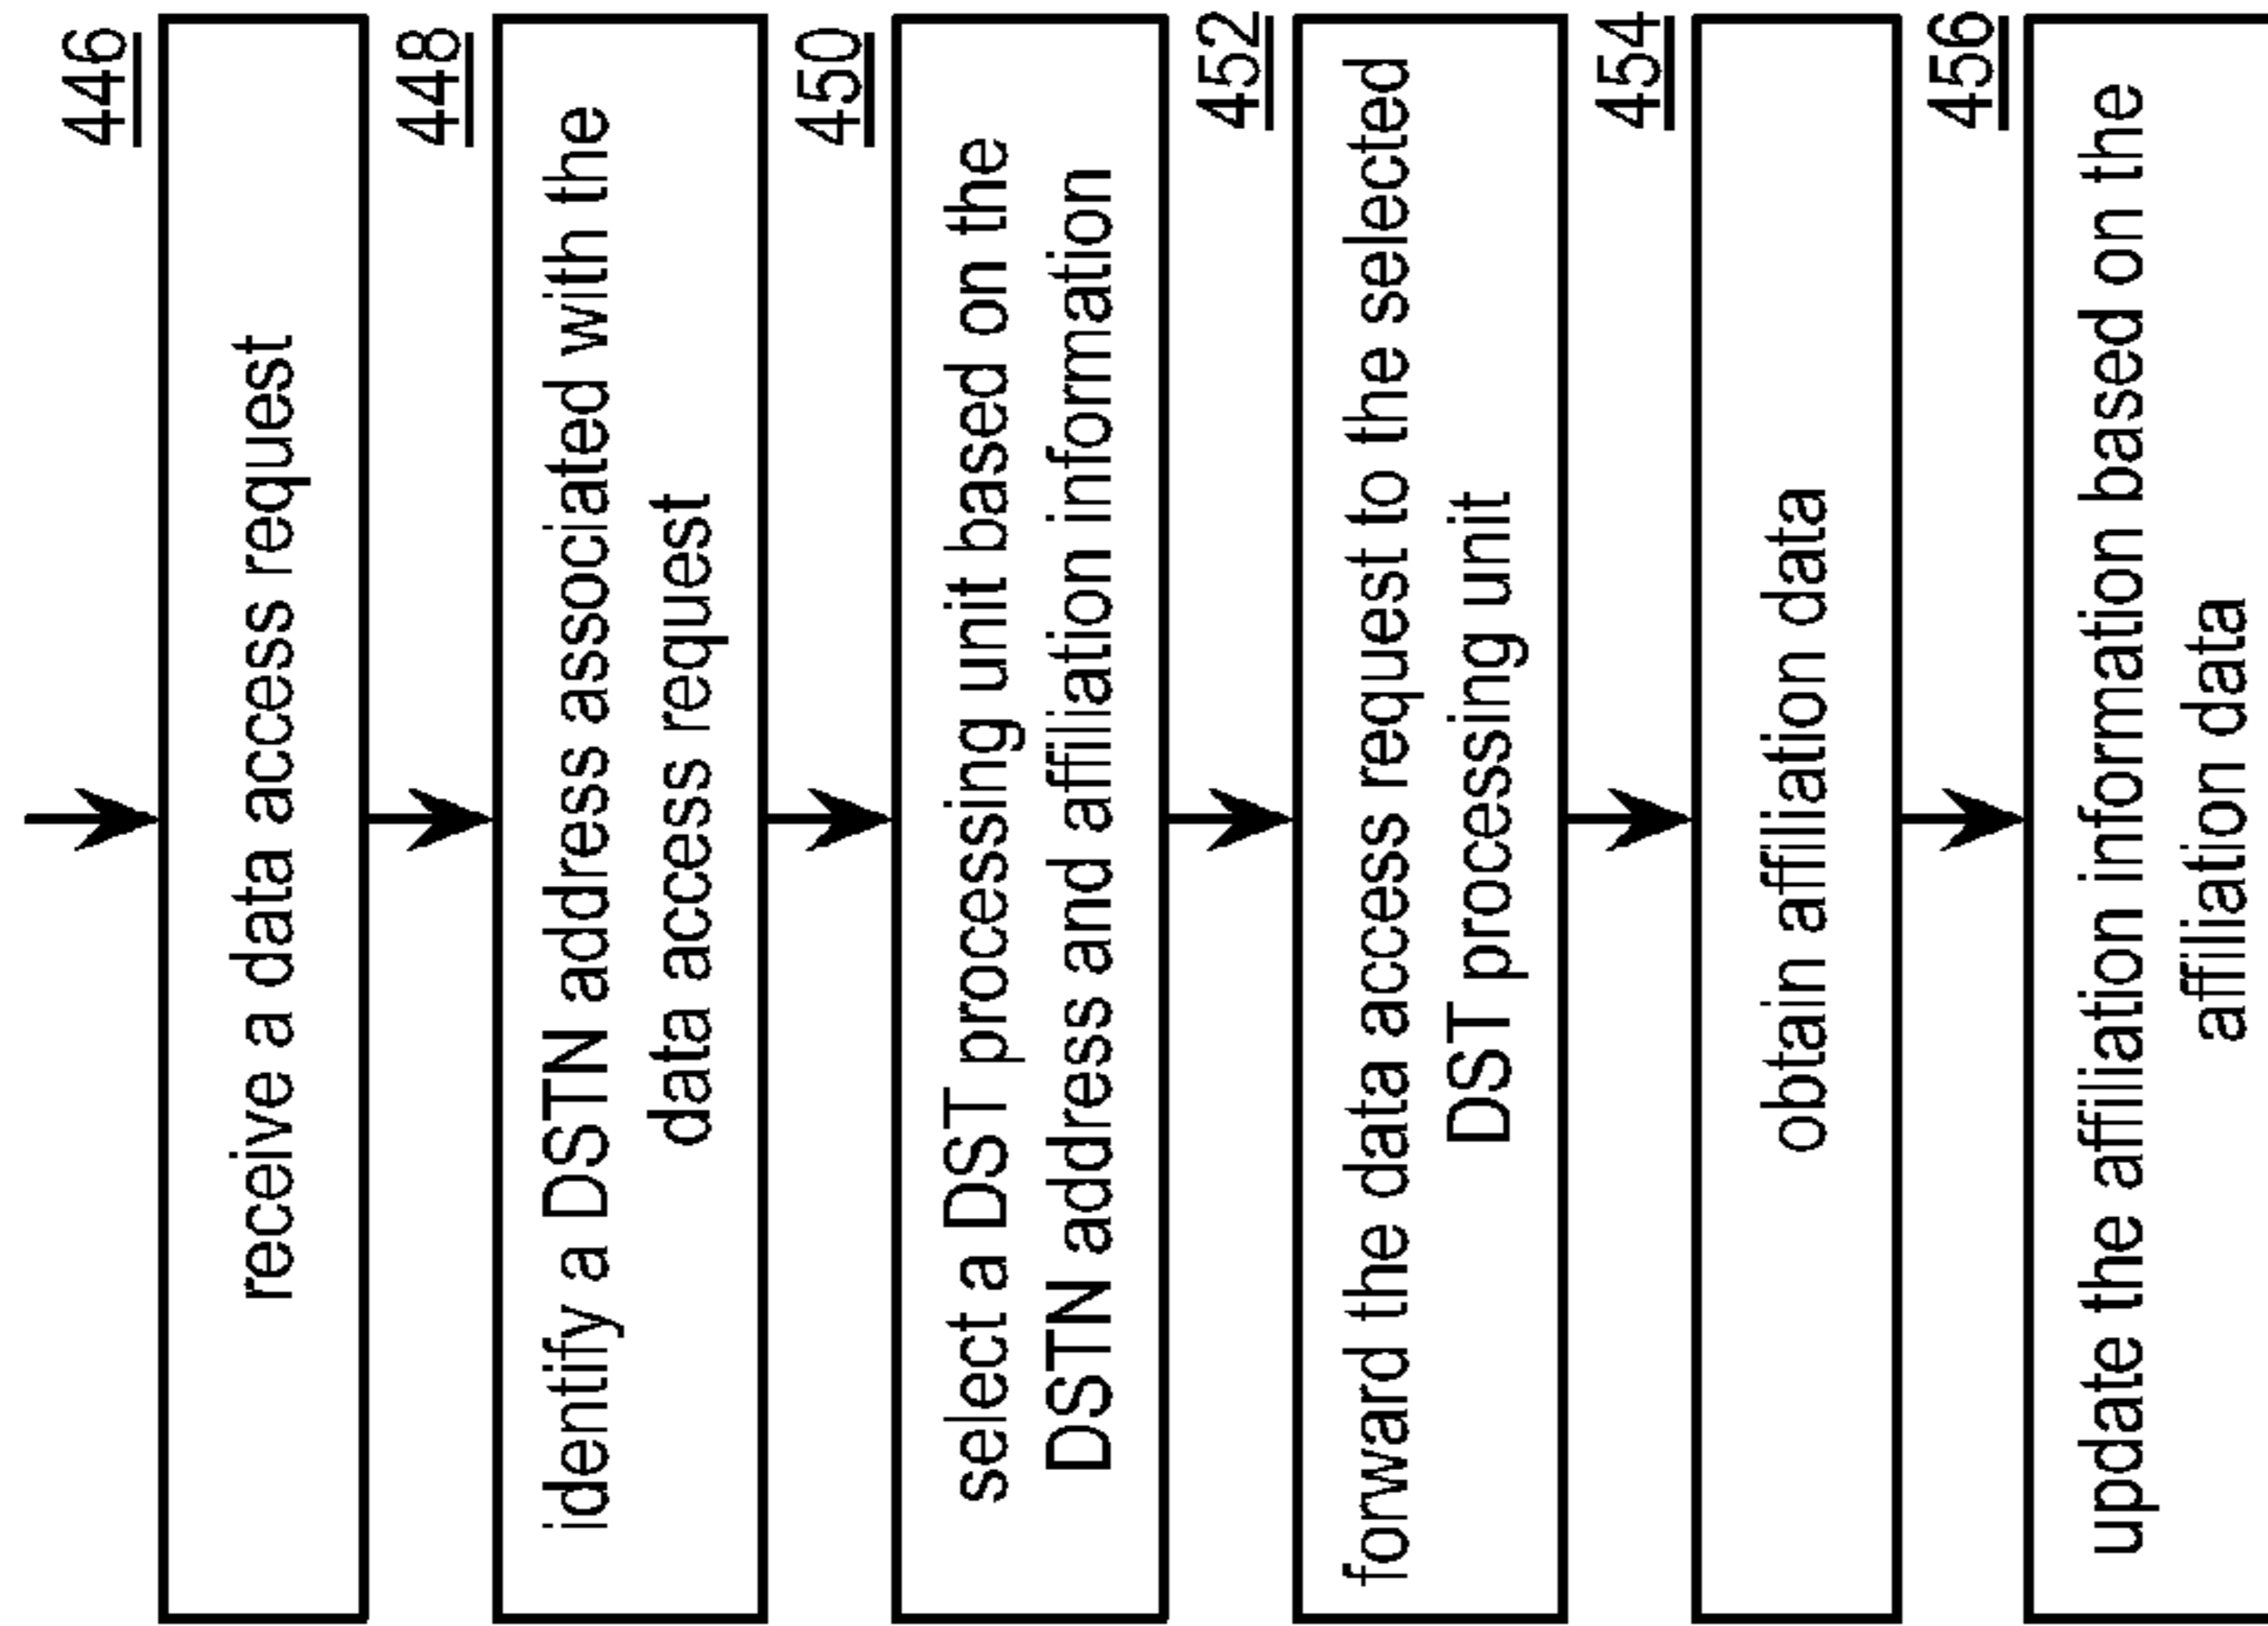 446
receive a data access request
448
identify a DSTN address associated with the
data access request
450
select a DST processing unit based on the
DSTN address and affiliation information
452
forward the data access request to the selected
DST processing unit
454
obtain affiliation data
456
update the affiliation information based on the
affiliation data